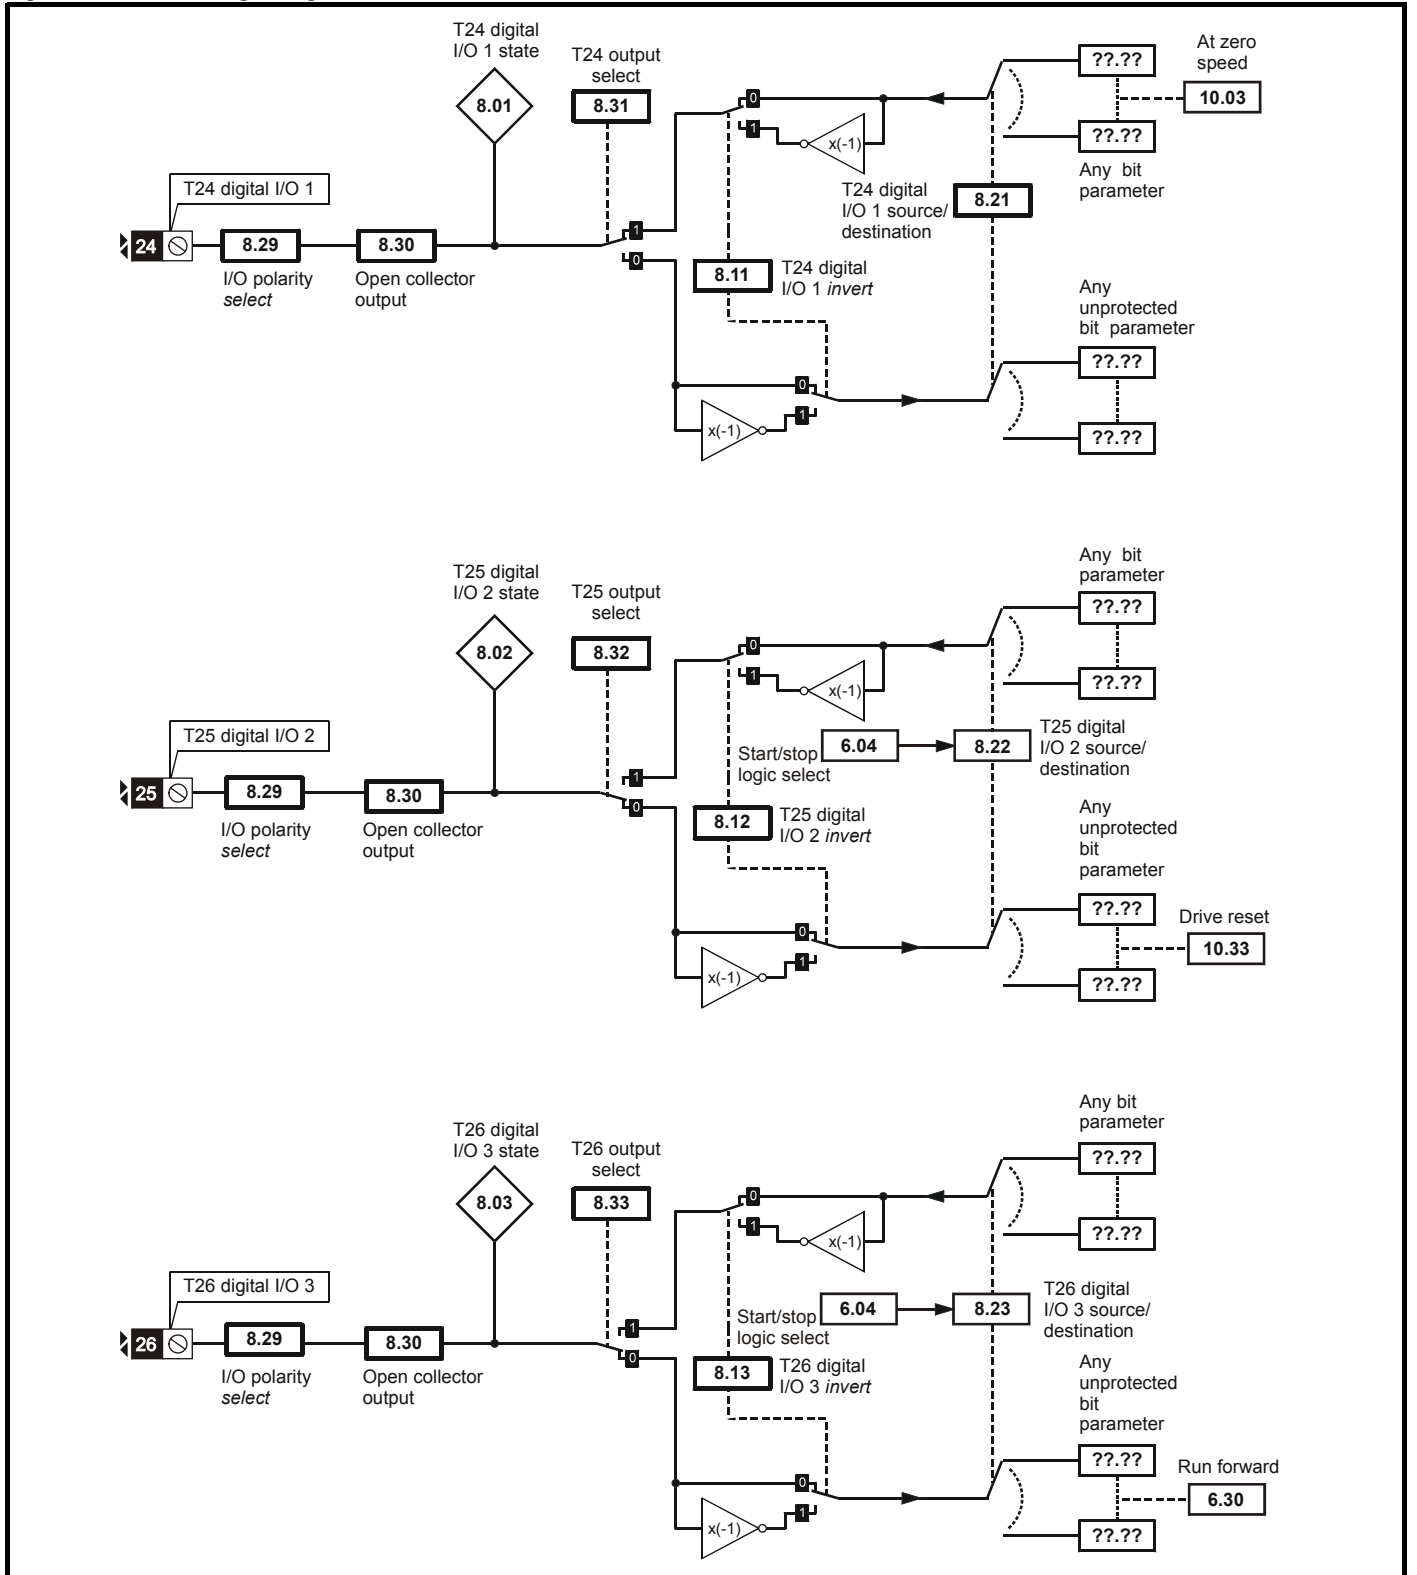 T24 digital
I/O 1 state
8.01
T24 output
select
8.31
0
1
x(-1)
??.??
??.??
Any bit
parameter
At zero
speed
10.03
T24 digital
I/O 1 source/
destination
8.21
T24 digital I/O 1
24
8.29
I/O polarity
select
8.30
Open collector
output
1
0
8.11
T24 digital
I/O 1 invert
Any
unprotected
bit parameter
0
1
x(-1)
??.??
??.??
T25 digital
I/O 2 state
8.02
T25 output
select
8.32
0
1
x(-1)
Any bit
parameter
??.??
??.??
T25 digital I/O 2
25
8.29
I/O polarity
select
8.30
Open collector
output
1
0
Start/stop
logic select
6.04
8.22
T25 digital
I/O 2 source/
destination
8.12
T25 digital
I/O 2 invert
Any
unprotected
bit
parameter
0
1
x(-1)
??.??
??.??
Drive reset
10.33
T26 digital
I/O 3 state
8.03
T26 output
select
8.33
0
1
x(-1)
Any bit
parameter
??.??
??.??
T26 digital I/O 3
26
8.29
I/O polarity
select
8.30
Open collector
output
1
0
Start/stop
logic select
6.04
8.23
T26 digital
I/O 3 source/
destination
8.13
T26 digital
I/O 3 invert
Any
unprotected
bit
parameter
0
1
x(-1)
??.??
??.??
Run forward
6.30